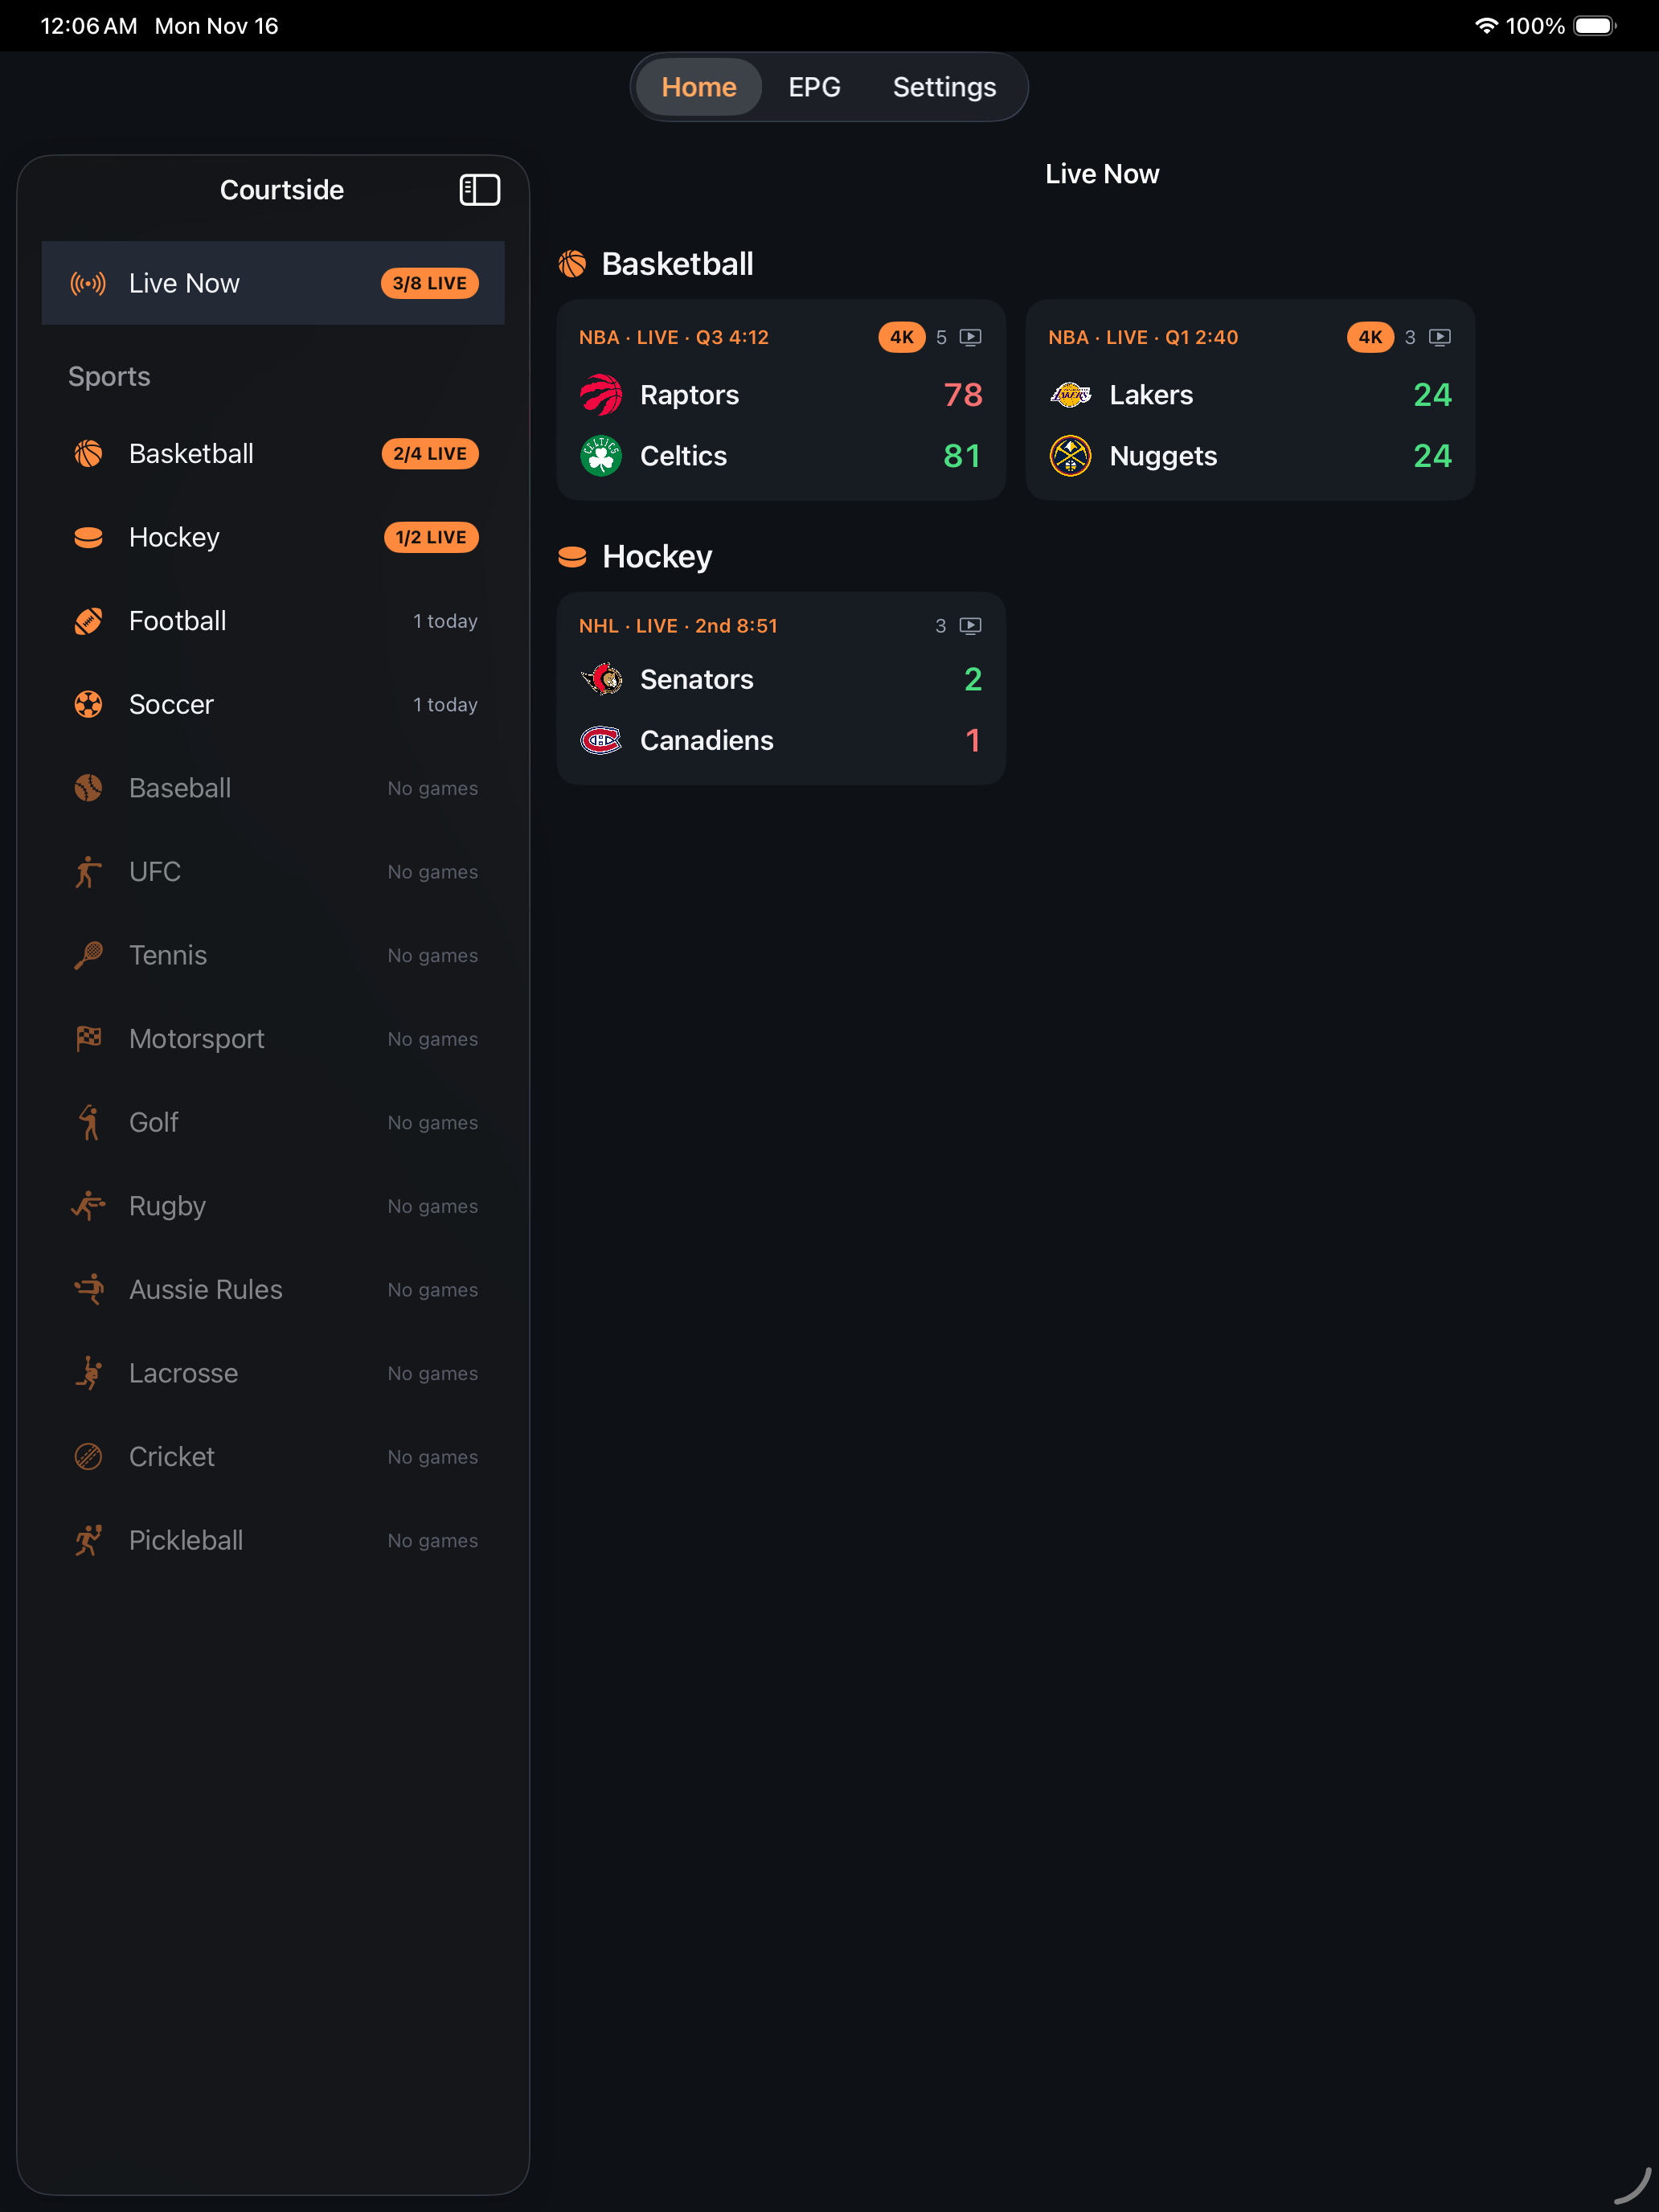 12:06 AM Mon Nov 16
100%
Home EPG Settings
Courtside
Live Now 3/8 LIVE
Sports
Basketball 2/4 LIVE
Hockey 1/2 LIVE
Football 1 today
Soccer 1 today
Baseball No games
UFC No games
Tennis No games
Motorsport No games
Golf No games
Rugby No games
Aussie Rules No games
Lacrosse No games
Cricket No games
Pickleball No games
Live Now
Basketball
NBA · LIVE · Q3 4:12 4K 5
Raptors 78
CELTICS
Celtics 81
NBA · LIVE · Q1 2:40 4K 3
LAKERS
Lakers 24
Nuggets 24
Hockey
NHL · LIVE · 2nd 8:51 3
Senators 2
Canadiens 1